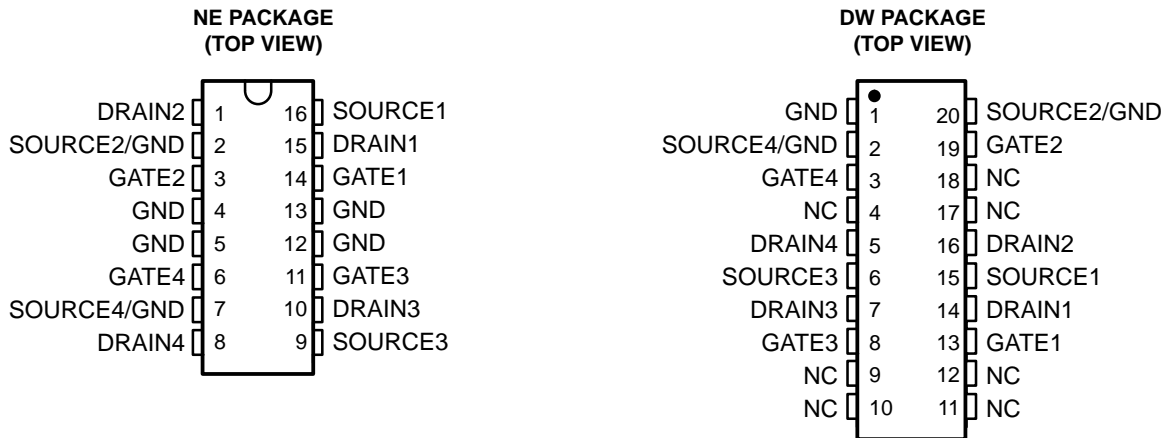 NE PACKAGE
(TOP VIEW)
DRAIN2 1 16 SOURCE1
SOURCE2/GND 2 15 DRAIN1
GATE2 3 14 GATE1
GND 4 13 GND
GND 5 12 GND
GATE4 6 11 GATE3
SOURCE4/GND 7 10 DRAIN3
DRAIN4 8 9 SOURCE3
DW PACKAGE
(TOP VIEW)
GND 1 20 SOURCE2/GND
SOURCE4/GND 2 19 GATE2
GATE4 3 18 NC
NC 4 17 NC
DRAIN4 5 16 DRAIN2
SOURCE3 6 15 SOURCE1
DRAIN3 7 14 DRAIN1
GATE3 8 13 GATE1
NC 9 12 NC
NC 10 11 NC